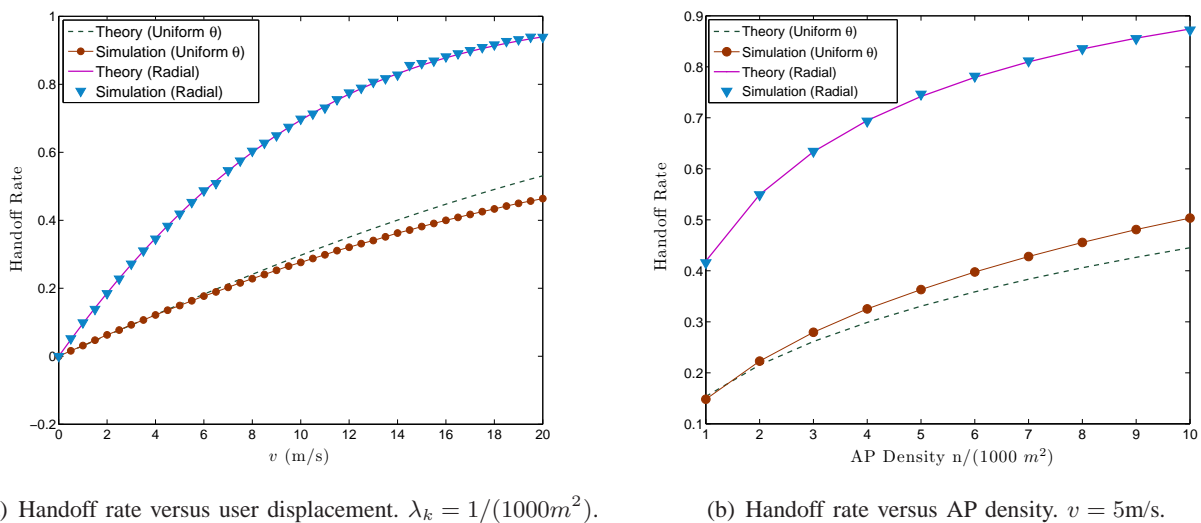 Theory (Uniform θ)
Simulation (Uniform θ)
Theory (Radial)
Simulation (Radial)
1
0.8
0.6
0.4
0.2
0
−0.2
Handoff Rate
0 2 4 6 8 10 12 14 16 18 20
v (m/s)
) Handoff rate versus user displacement. λ_k = 1/(1000m²).
Theory (Uniform θ)
Simulation (Uniform θ)
Theory (Radial)
Simulation (Radial)
0.9
0.8
0.7
0.6
0.5
0.4
0.3
0.2
0.1
Handoff Rate
1 2 3 4 5 6 7 8 9 10
AP Density n/(1000 m²)
(b) Handoff rate versus AP density. v = 5m/s.